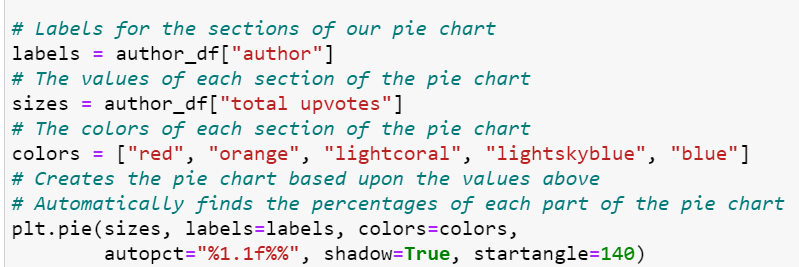 # Labels for the sections of our pie chart
labels = author_df["author"]
# The values of each section of the pie chart
sizes = author_df["total upvotes"]
# The colors of each section of the pie chart
colors = ["red", "orange", "lightcoral", "lightskyblue", "blue"]
# Creates the pie chart based upon the values above
# Automatically finds the percentages of each part of the pie chart
plt.pie(sizes, labels=labels, colors=colors,
        autopct="%1.1f%%", shadow=True, startangle=140)